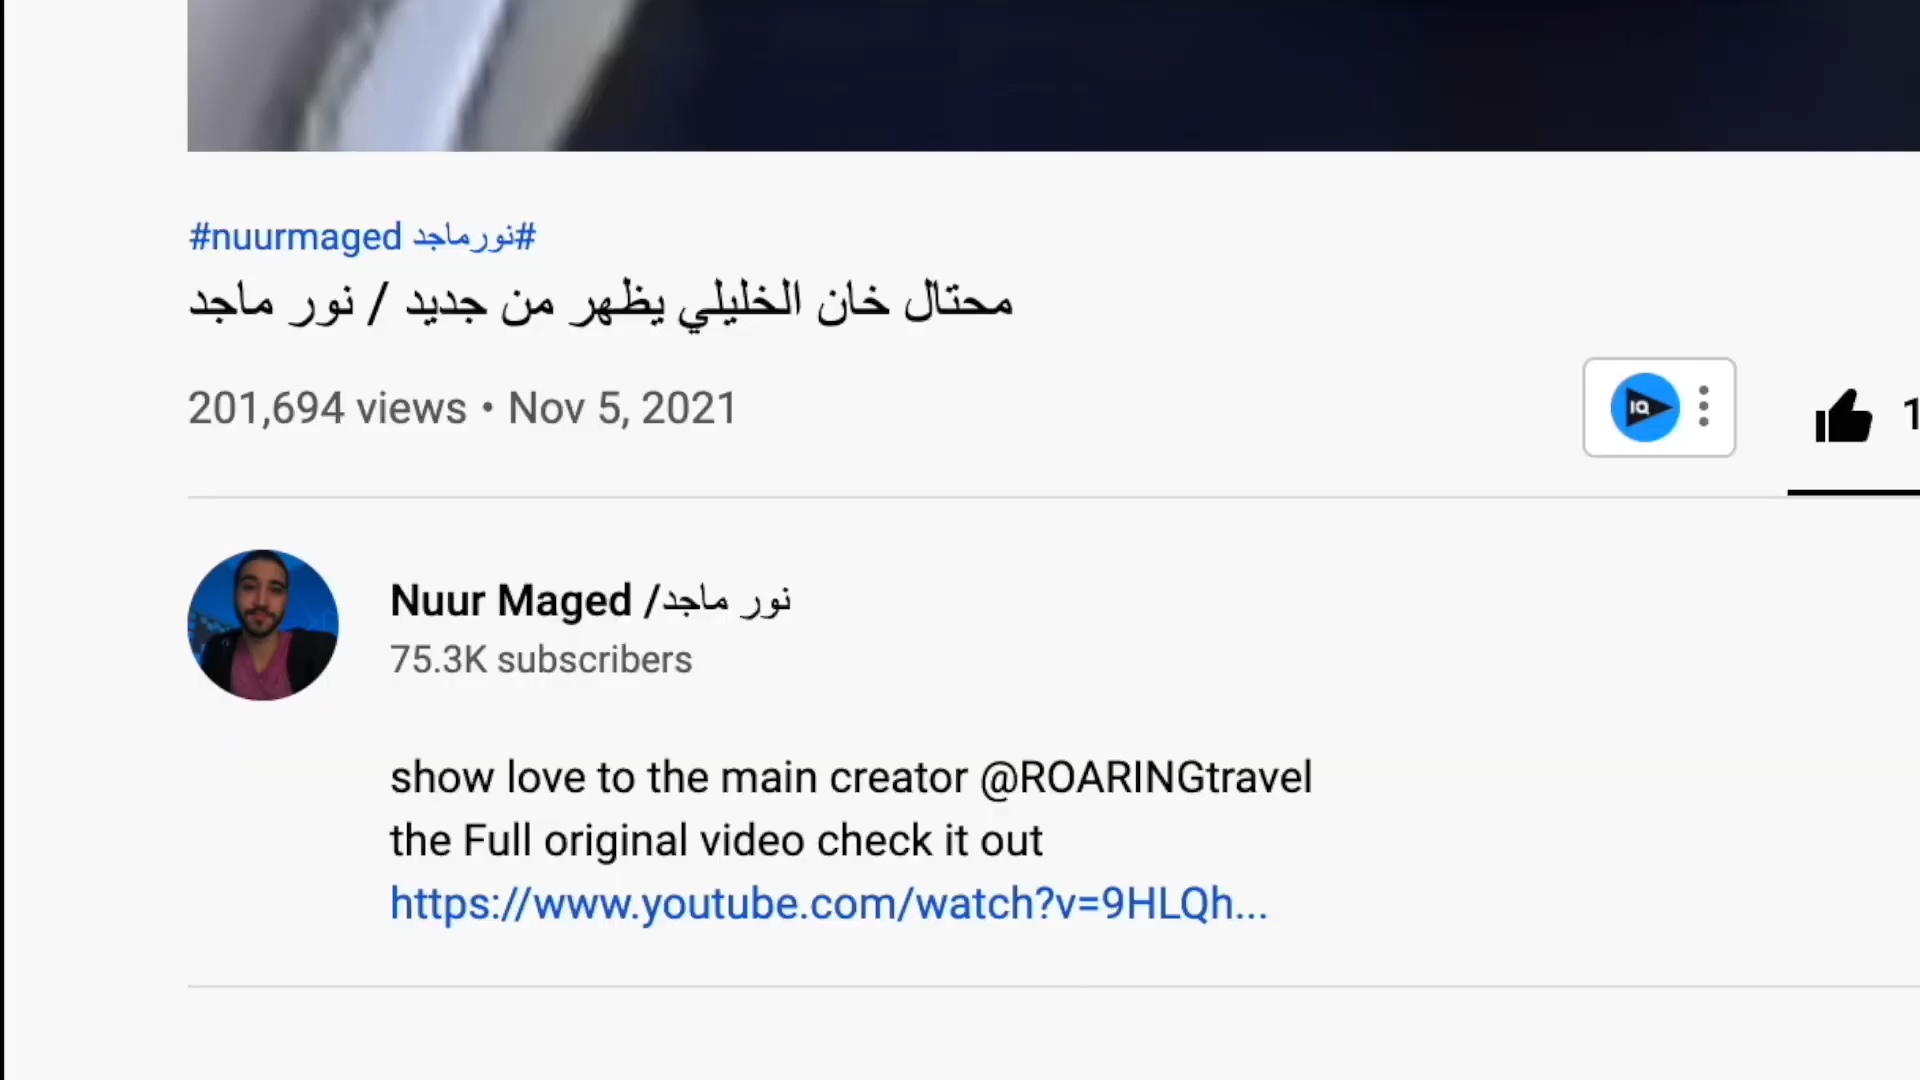 #nuurmaged #نورماجد
محتال خان الخليلي يظهر من جديد / نور ماجد
201,694 views • Nov 5, 2021
IQ
1
Nuur Maged /نور ماجد
75.3K subscribers
show love to the main creator @ROARINGtravel
the Full original video check it out
https://www.youtube.com/watch?v=9HLQh...